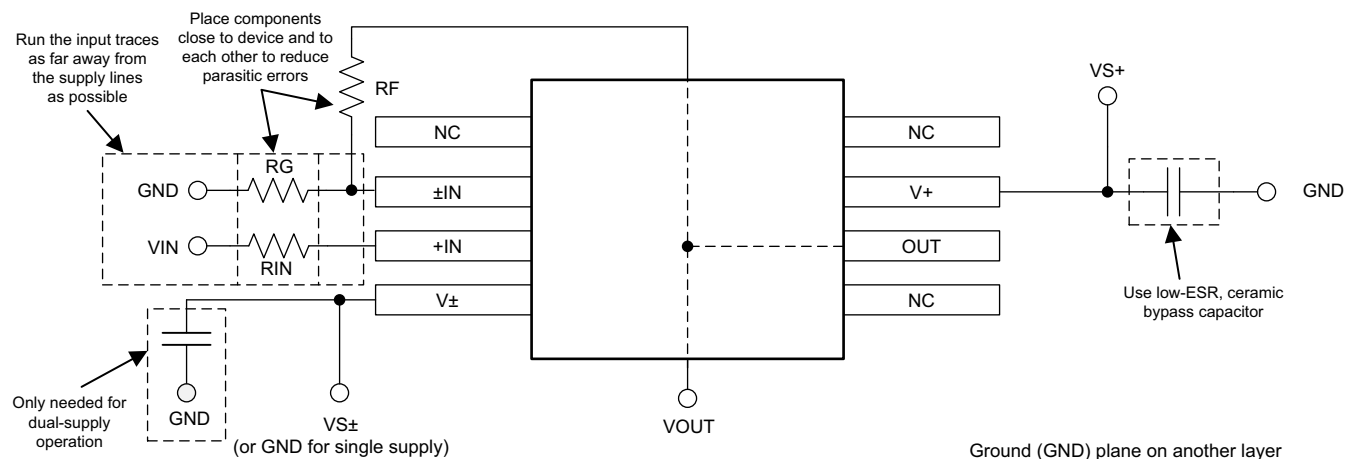 Place components
close to device and to
each other to reduce
parasitic errors
Run the input traces
as far away from
the supply lines
as possible
RF
VS+
NC
NC
RG
GND
±IN
V+
GND
VIN
+IN
OUT
RIN
V±
NC
Use low-ESR, ceramic
bypass capacitor
Only needed for
dual-supply
operation
GND
VS±
(or GND for single supply)
VOUT
Ground (GND) plane on another layer